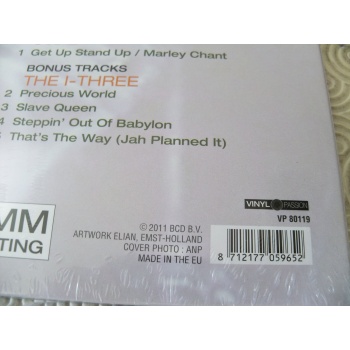 1 Get Up Stand Up / Marley Chant
BONUS TRACKS
THE I-THREE
2 Precious World
3 Slave Queen
4 Steppin' Out Of Babylon
That's The Way (Jah Planned It)
MM
TING
© 2011 BCD B.V.
ARTWORK ELIAN, EMST-HOLLAND
COVER PHOTO : ANP
MADE IN THE EU
VINYL PASSION
VP 80119
8 712177 059652